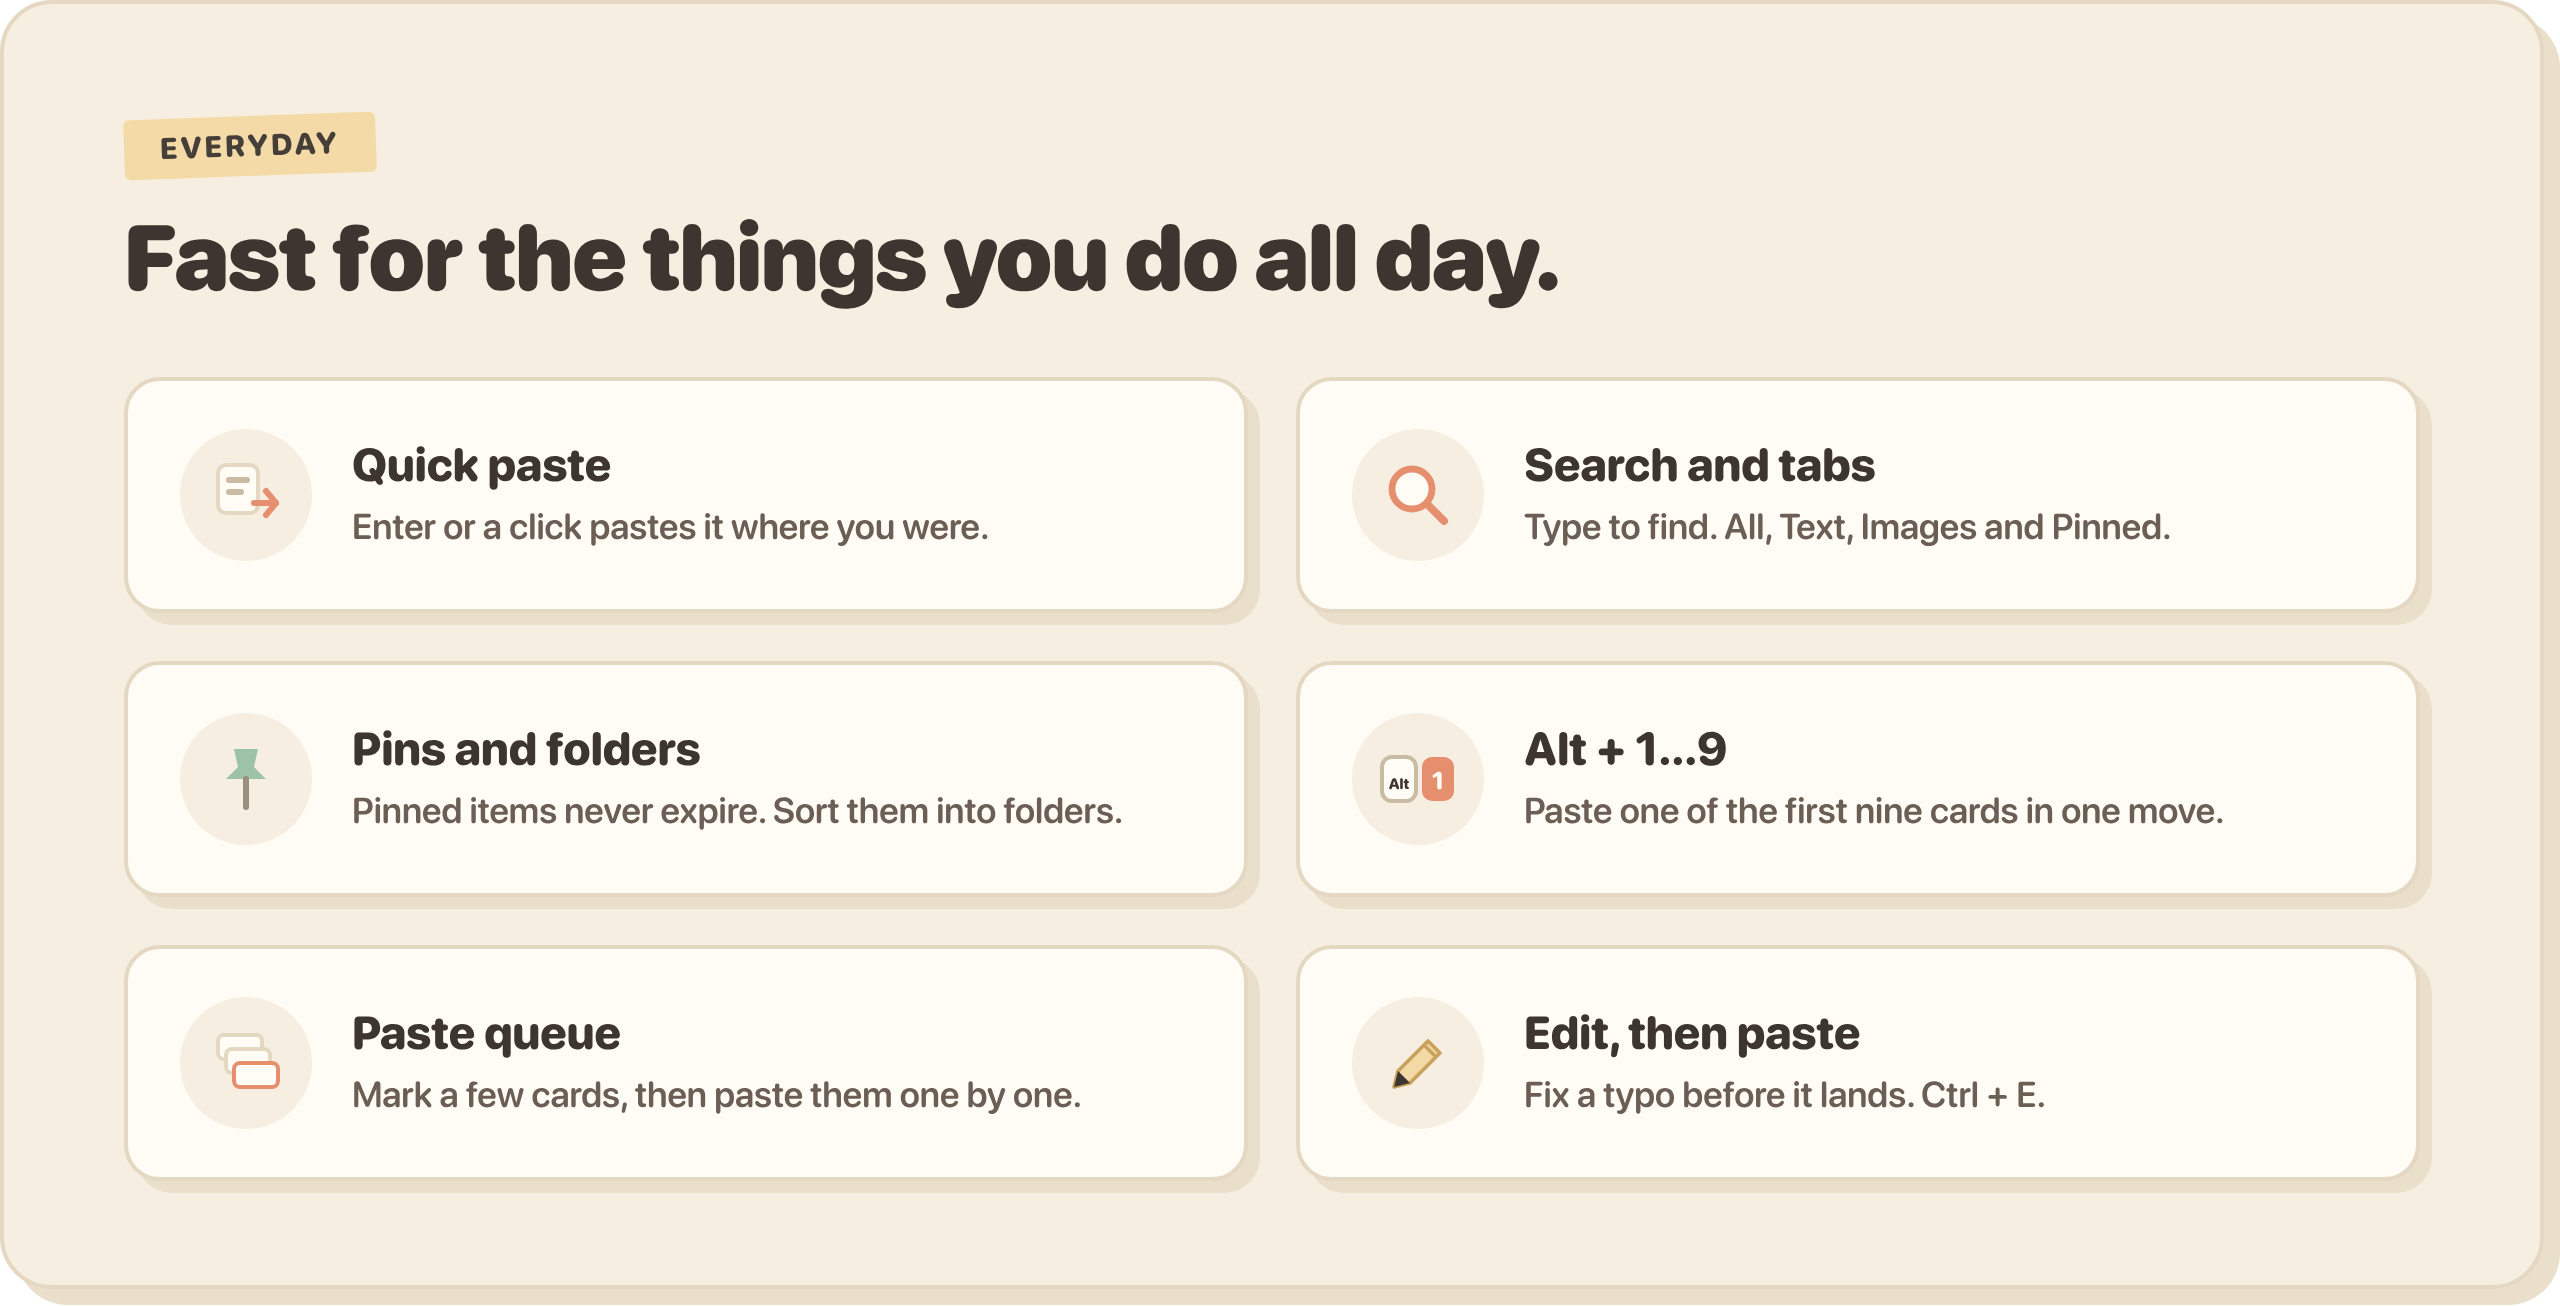 EVERYDAY
Fast for the things you do all day.
Quick paste
Enter or a click pastes it where you were.
Search and tabs
Type to find. All, Text, Images and Pinned.
Pins and folders
Pinned items never expire. Sort them into folders.
Alt 1
Alt + 1...9
Paste one of the first nine cards in one move.
Paste queue
Mark a few cards, then paste them one by one.
Edit, then paste
Fix a typo before it lands. Ctrl + E.